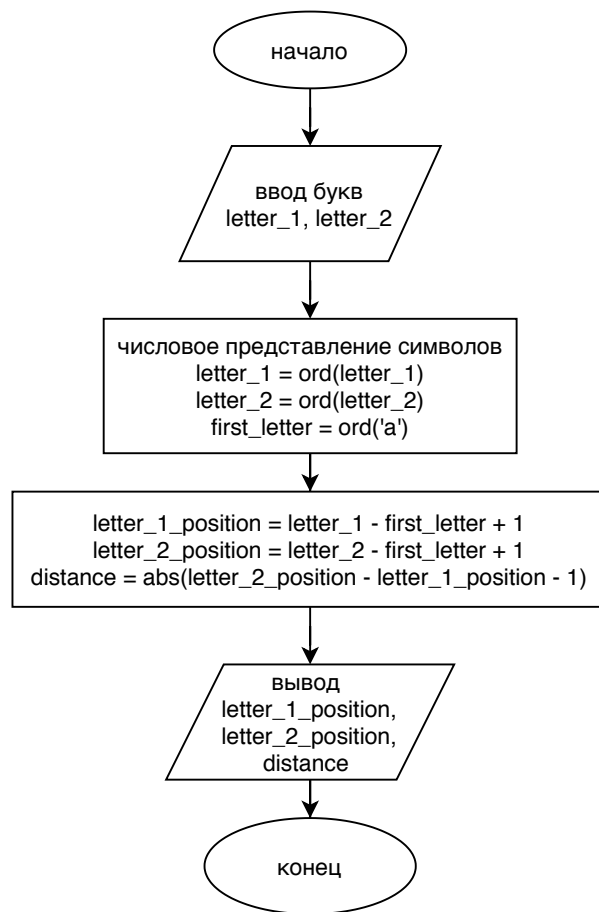 начало
ввод букв
letter_1, letter_2
числовое представление символов
letter_1 = ord(letter_1)
letter_2 = ord(letter_2)
first_letter = ord('a')
letter_1_position = letter_1 - first_letter + 1
letter_2_position = letter_2 - first_letter + 1
distance = abs(letter_2_position - letter_1_position - 1)
вывод
letter_1_position,
letter_2_position,
distance
конец